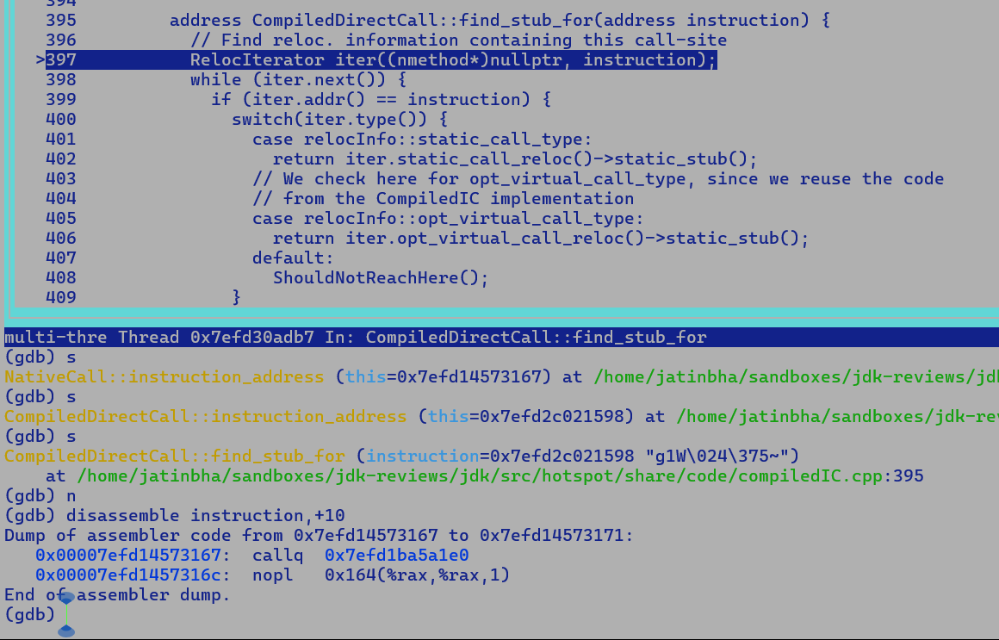 394
395 address CompiledDirectCall::find_stub_for(address instruction) {
396 // Find reloc. information containing this call-site
>397 RelocIterator iter((nmethod*)nullptr, instruction);
398 while (iter.next()) {
399 if (iter.addr() == instruction) {
400 switch(iter.type()) {
401 case relocInfo::static_call_type:
402 return iter.static_call_reloc()->static_stub();
403 // We check here for opt_virtual_call_type, since we reuse the code
404 // from the CompiledIC implementation
405 case relocInfo::opt_virtual_call_type:
406 return iter.opt_virtual_call_reloc()->static_stub();
407 default:
408 ShouldNotReachHere();
409 }
multi-thre Thread 0x7efd30adb7 In: CompiledDirectCall::find_stub_for
(gdb) s
NativeCall::instruction_address (this=0x7efd14573167) at /home/jatinbha/sandboxes/jdk-reviews/jd
(gdb) s
CompiledDirectCall::instruction_address (this=0x7efd2c021598) at /home/jatinbha/sandboxes/jdk-re
(gdb) s
CompiledDirectCall::find_stub_for (instruction=0x7efd2c021598 "g1W\024\375~")
at /home/jatinbha/sandboxes/jdk-reviews/jdk/src/hotspot/share/code/compiledIC.cpp:395
(gdb) n
(gdb) disassemble instruction,+10
Dump of assembler code from 0x7efd14573167 to 0x7efd14573171:
0x00007efd14573167: callq 0x7efd1ba5a1e0
0x00007efd1457316c: nopl 0x164(%rax,%rax,1)
End of assembler dump.
(gdb)